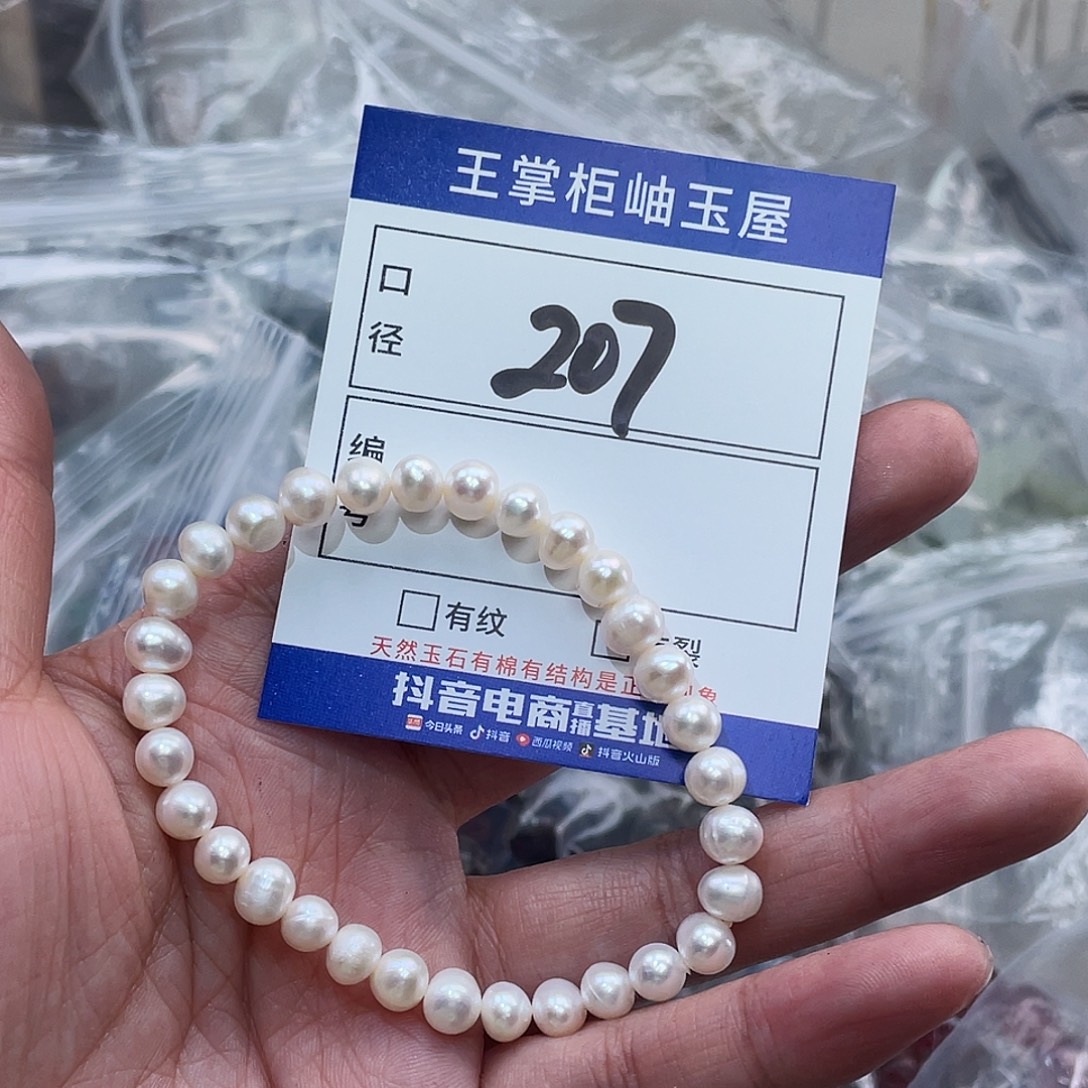 王掌柜岫玉屋
口径
207
编号
有纹
裂
天然玉石有棉有结构是正
抖音电商直播基地
今日头条 抖音 西瓜视频 抖音火山版